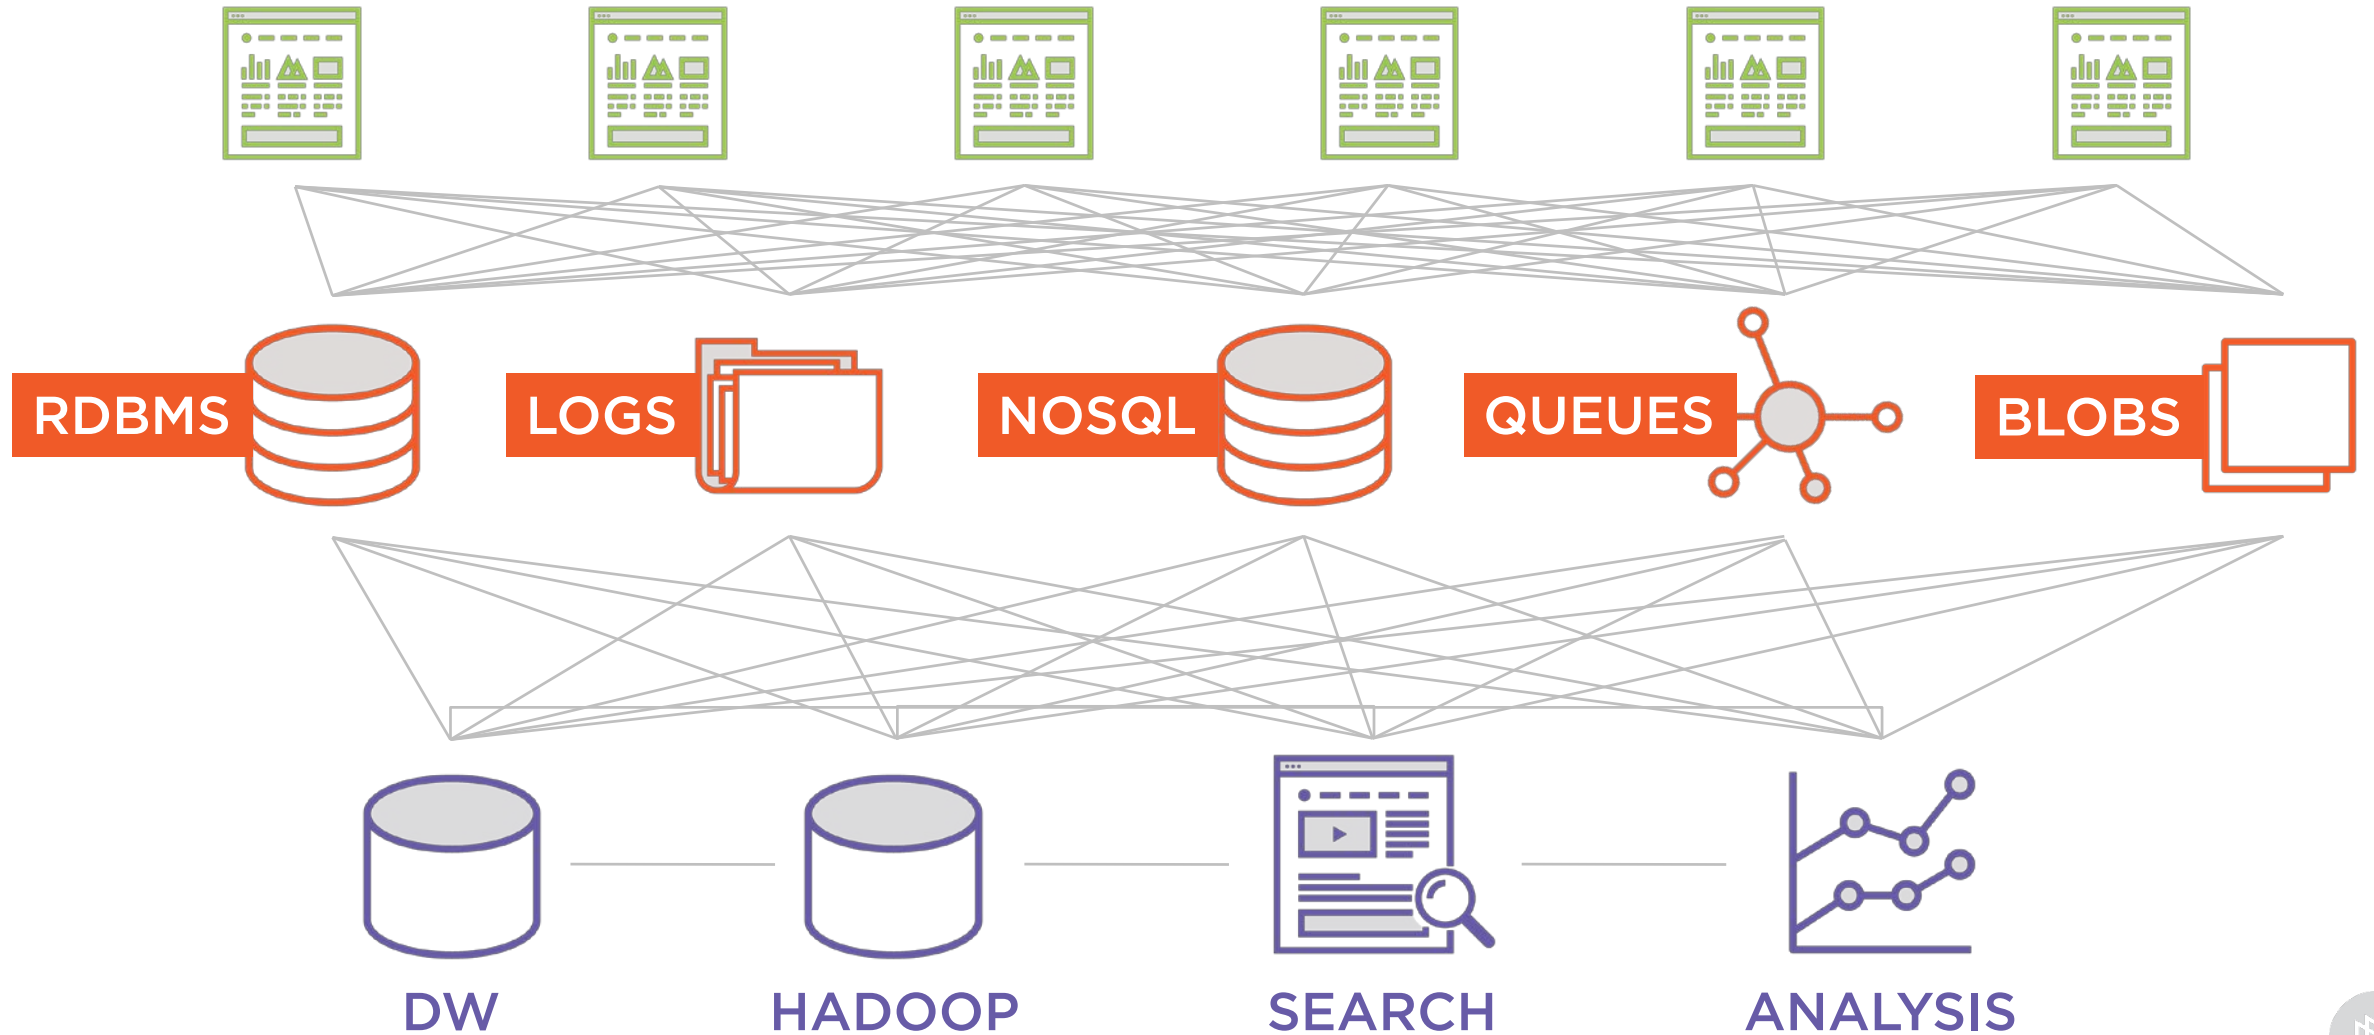 RDBMS
LOGS
NOSQL
QUEUES
BLOBS
DW
HADOOP
SEARCH
ANALYSIS